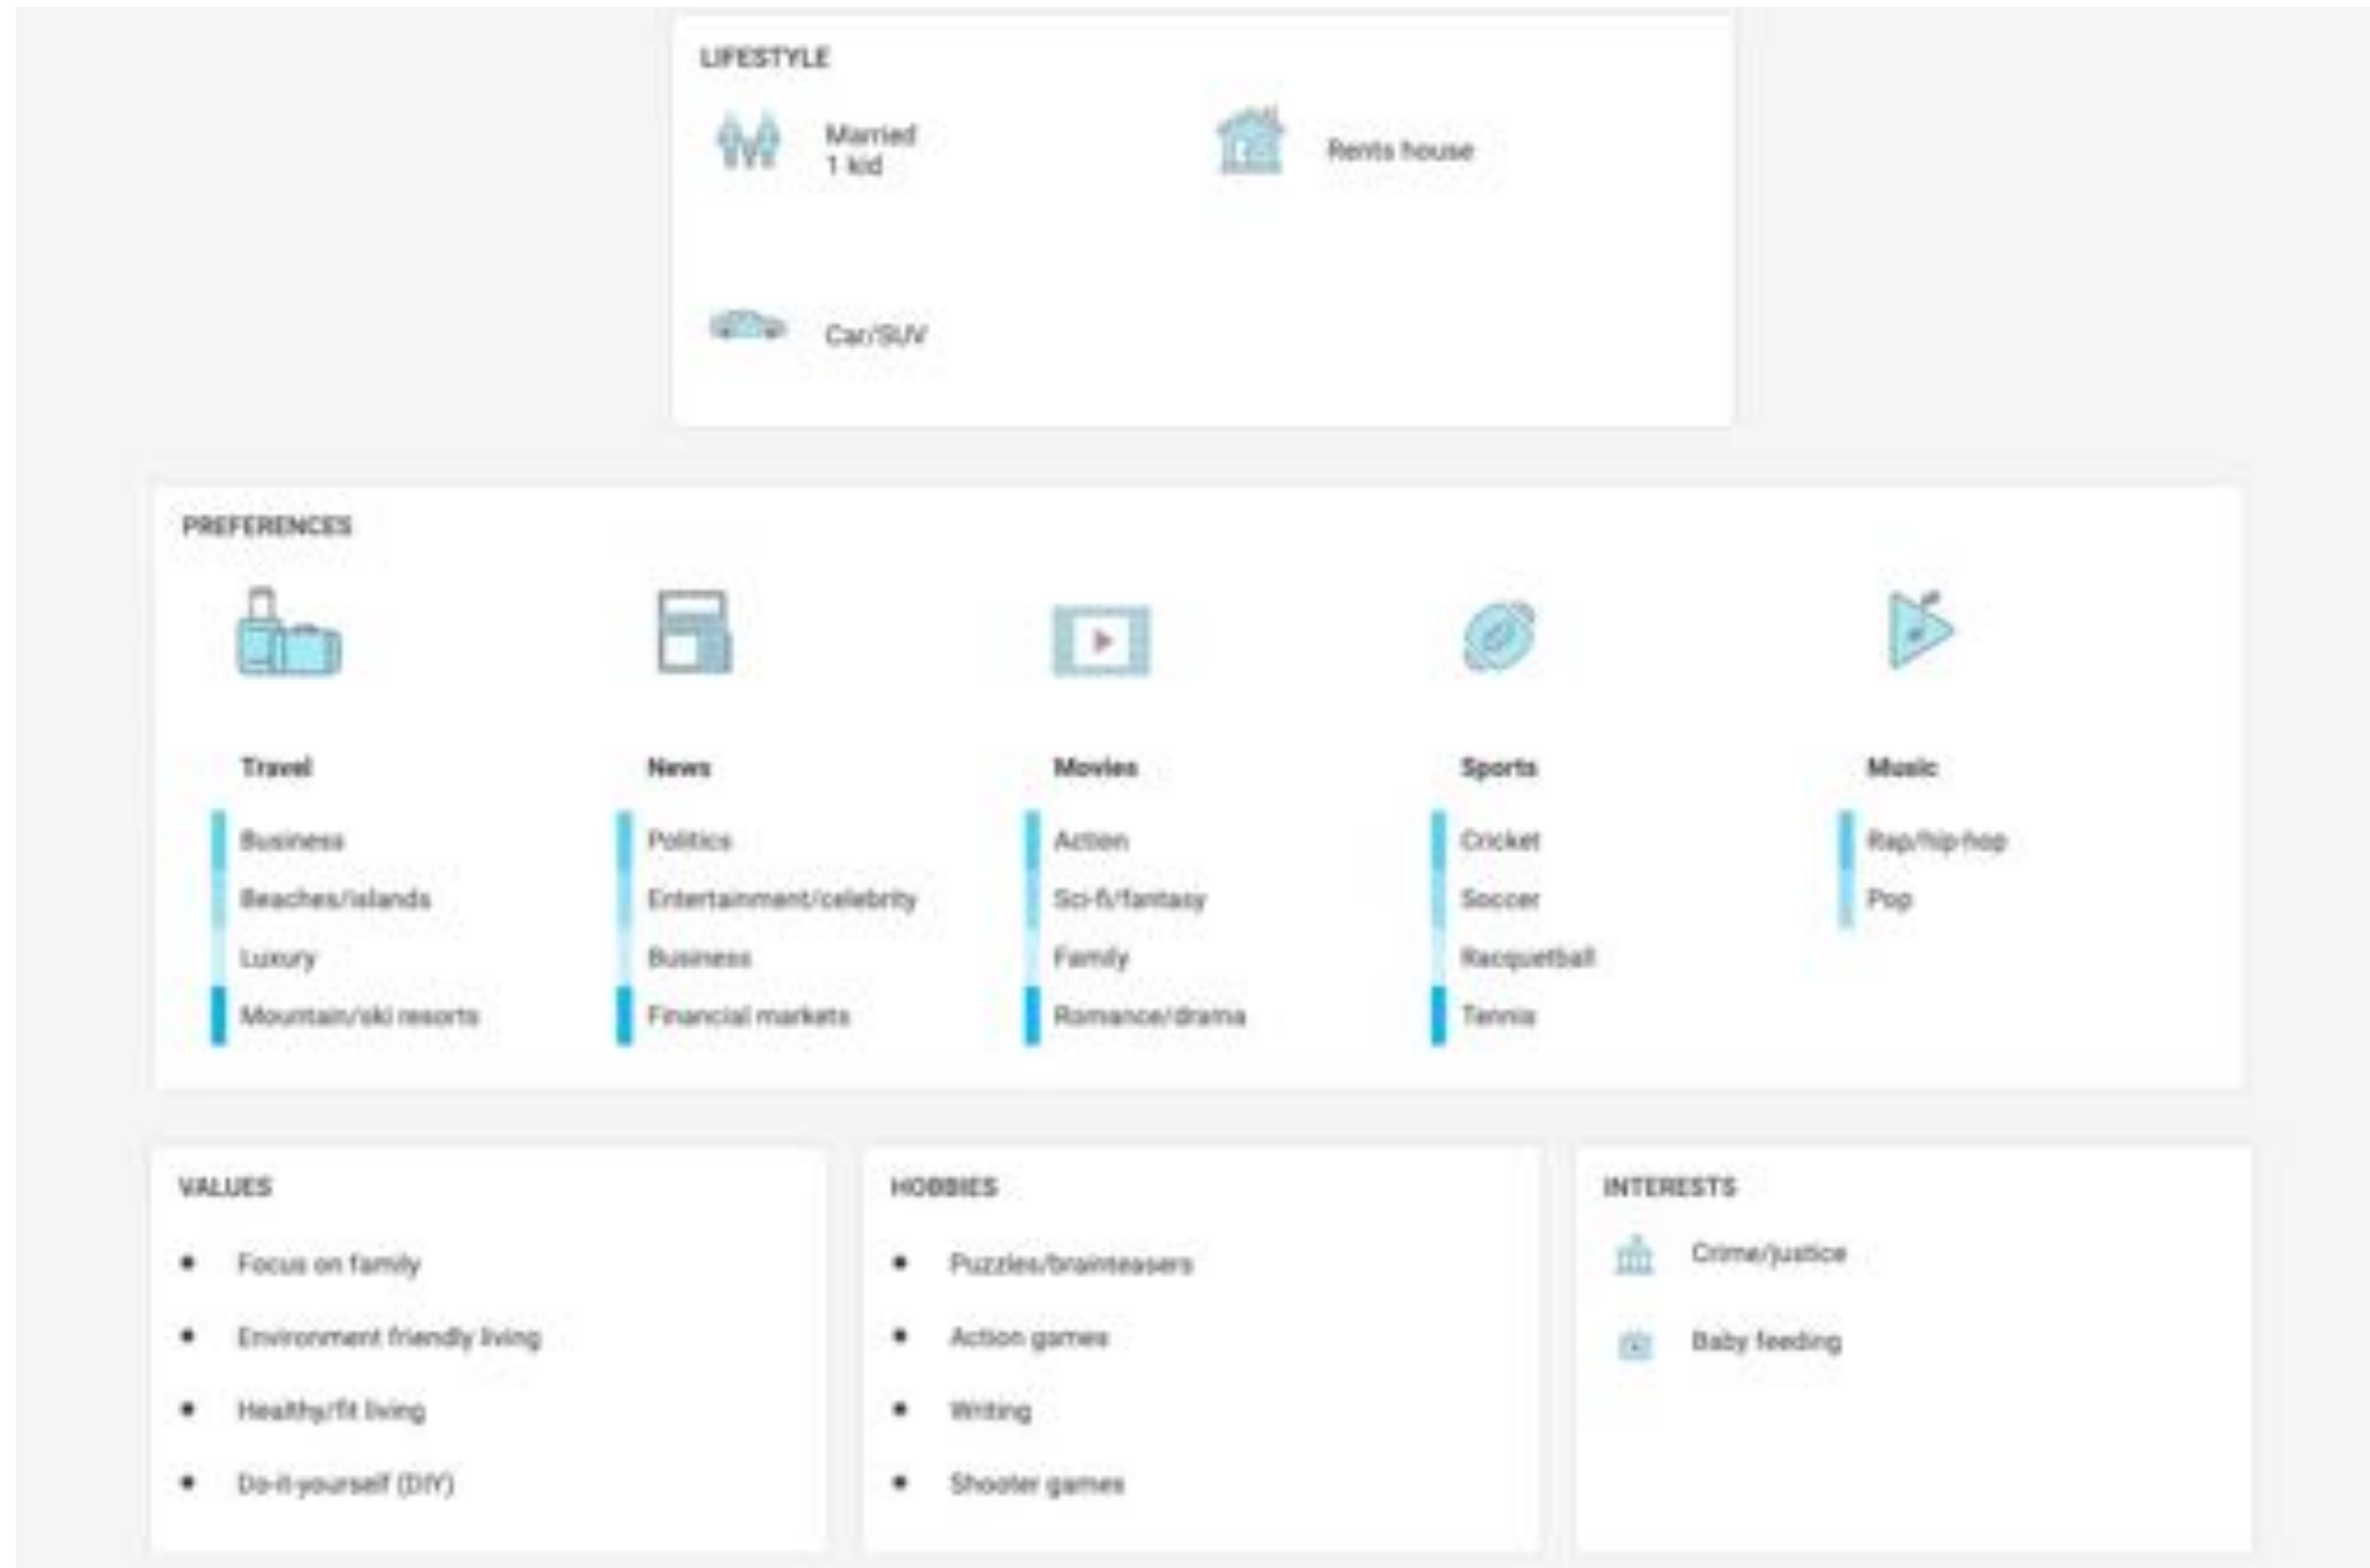 LIFESTYLE
Married
1 kid
Rents house
Car/SUV
PREFERENCES
Travel
Business
Beaches/islands
Luxury
Mountain/ski resorts
News
Politics
Entertainment/celebrity
Business
Financial markets
Movies
Action
Sci-fi/fantasy
Family
Romance/drama
Sports
Cricket
Soccer
Racquetball
Tennis
Music
Rap/hip-hop
Pop
VALUES
• Focus on family
• Environment friendly living
• Healthy/fit living
• Do-it-yourself (DIY)
HOBBIES
• Puzzles/brainteasers
• Action games
• Writing
• Shooter games
INTERESTS
Crime/justice
Baby feeding